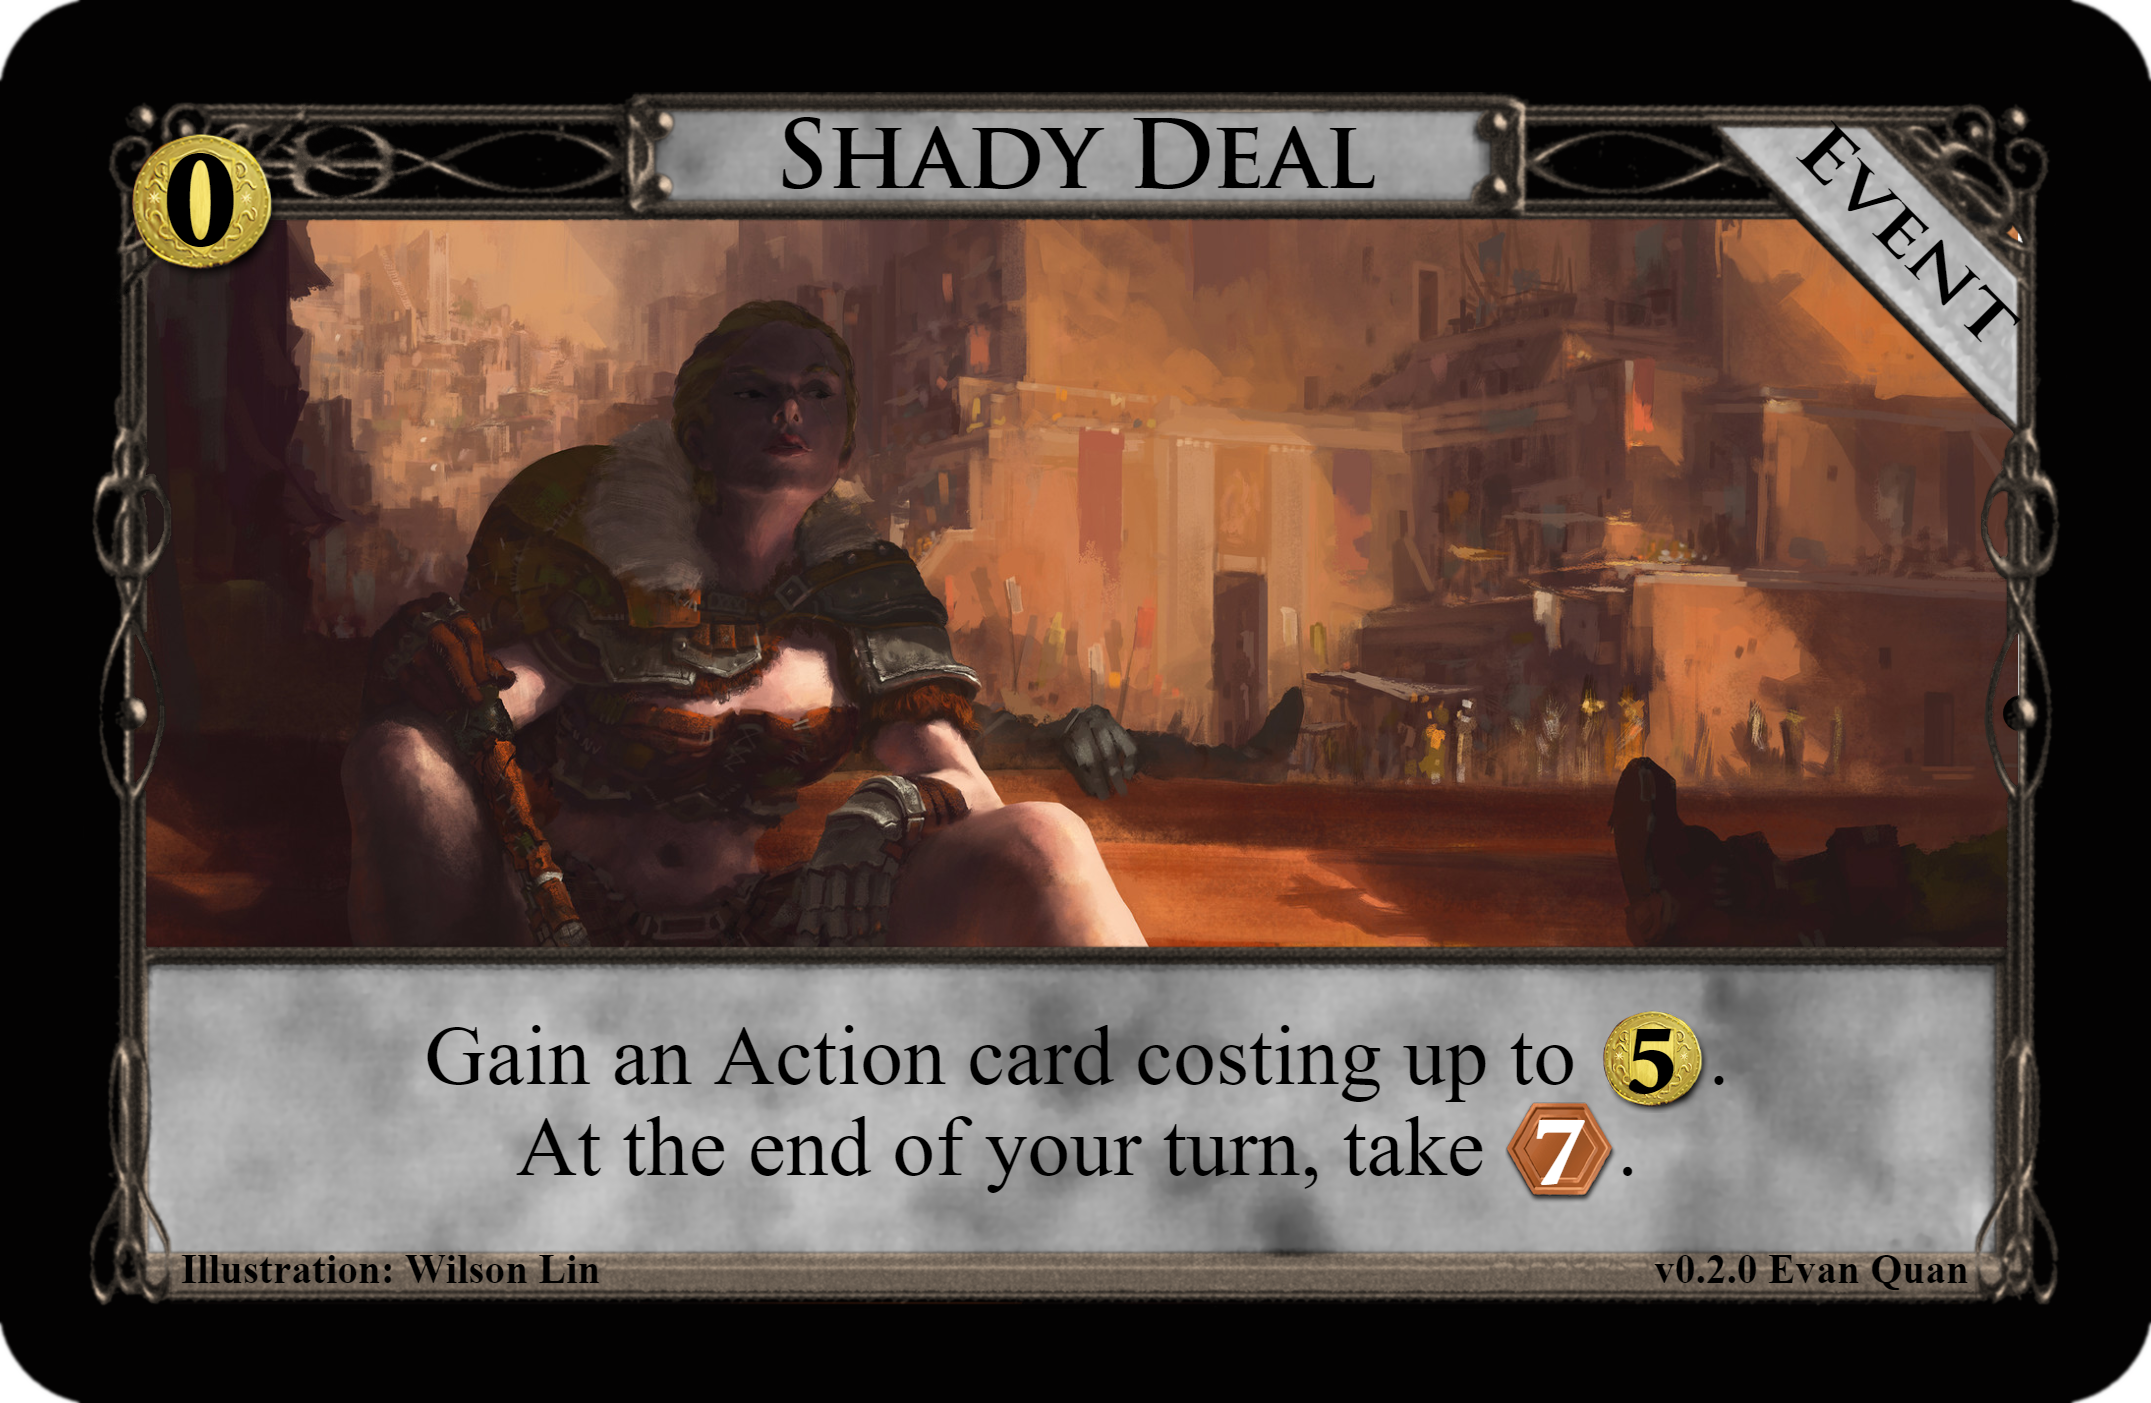 0
SHADY DEAL
EVENT
Gain an Action card costing up to 5.
At the end of your turn, take 7.
Illustration: Wilson Lin
v0.2.0 Evan Quan